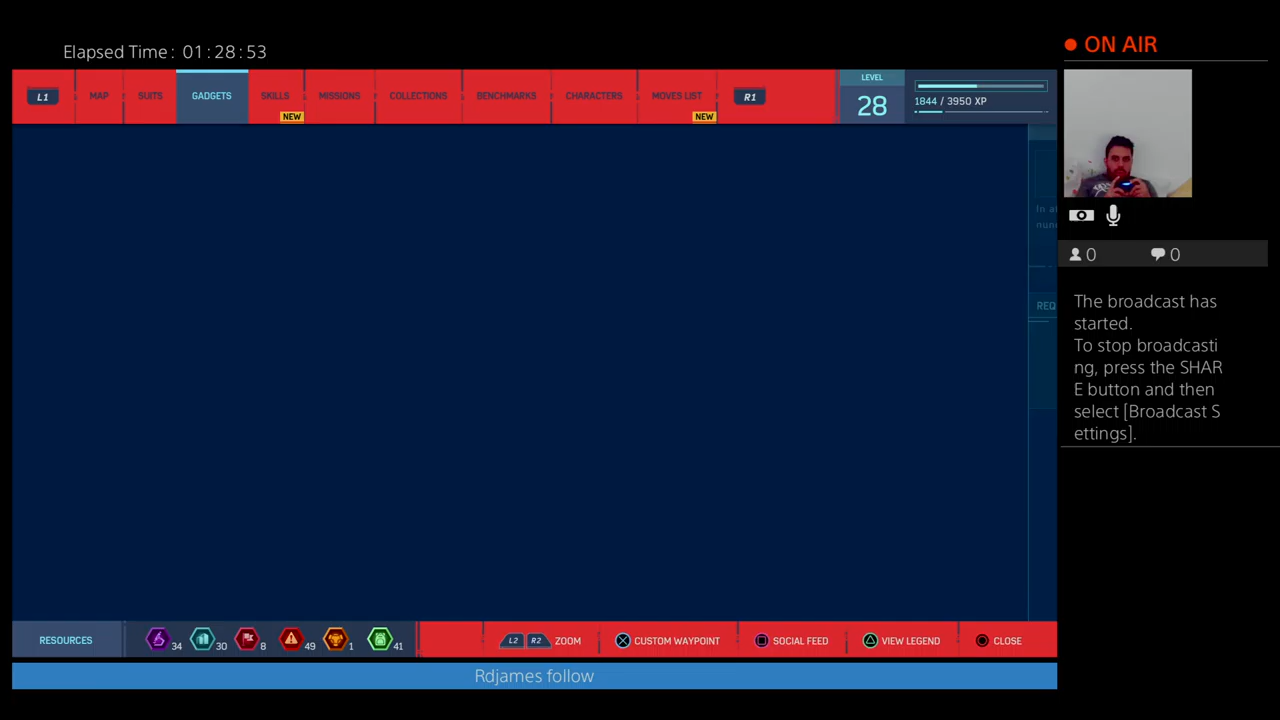 Elapsed Time: 01:28:53
ON AIR
L1 MAP SUITS GADGETS SKILLS MISSIONS COLLECTIONS BENCHMARKS CHARACTERS MOVES LIST R1
NEW NEW
LEVEL
28
1844 / 3950 XP
In
REQ
0 0
The broadcast has
started.
To stop broadcasti
ng, press the SHAR
E button and then
select [Broadcast S
ettings].
RESOURCES 34 30 8 49 1 41 L2 R2 ZOOM CUSTOM WAYPOINT SOCIAL FEED VIEW LEGEND CLOSE
Rdjames follow